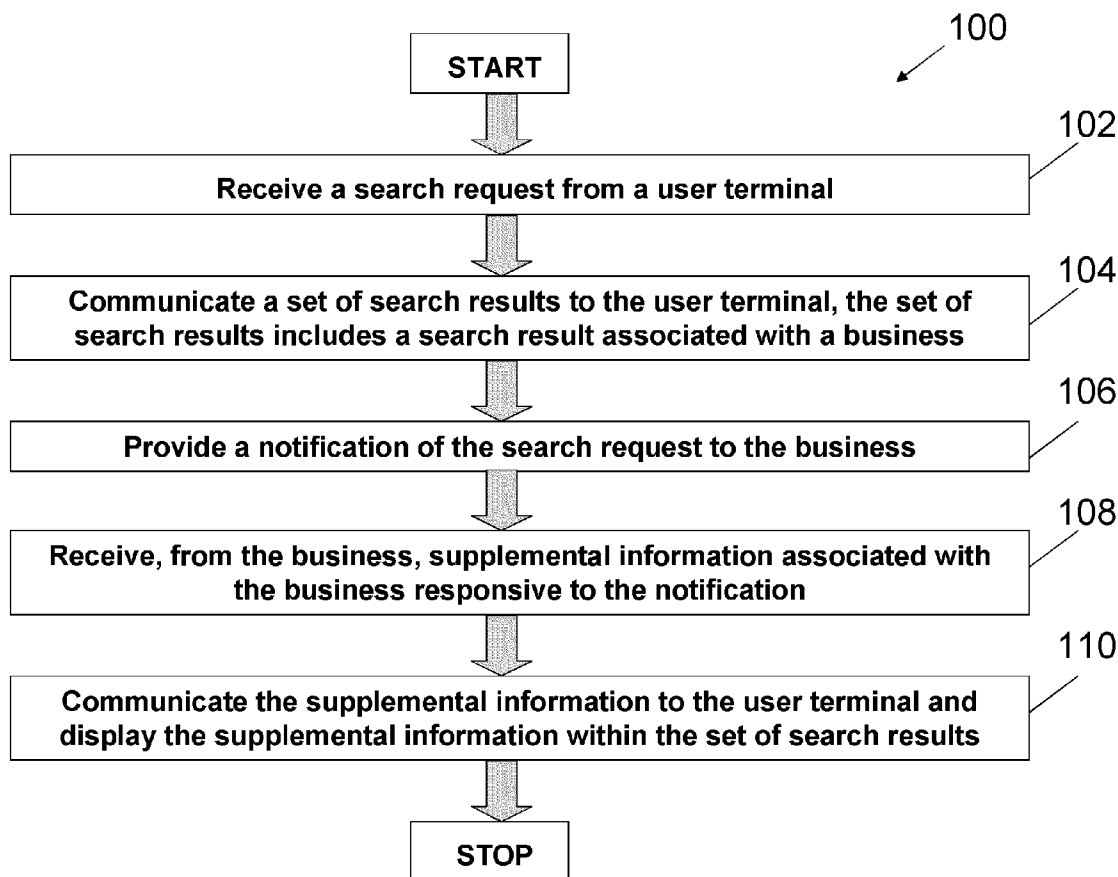 100
START
102
Receive a search request from a user terminal
104
Communicate a set of search results to the user terminal, the set of
search results includes a search result associated with a business
106
Provide a notification of the search request to the business
108
Receive, from the business, supplemental information associated with
the business responsive to the notification
110
Communicate the supplemental information to the user terminal and
display the supplemental information within the set of search results
STOP